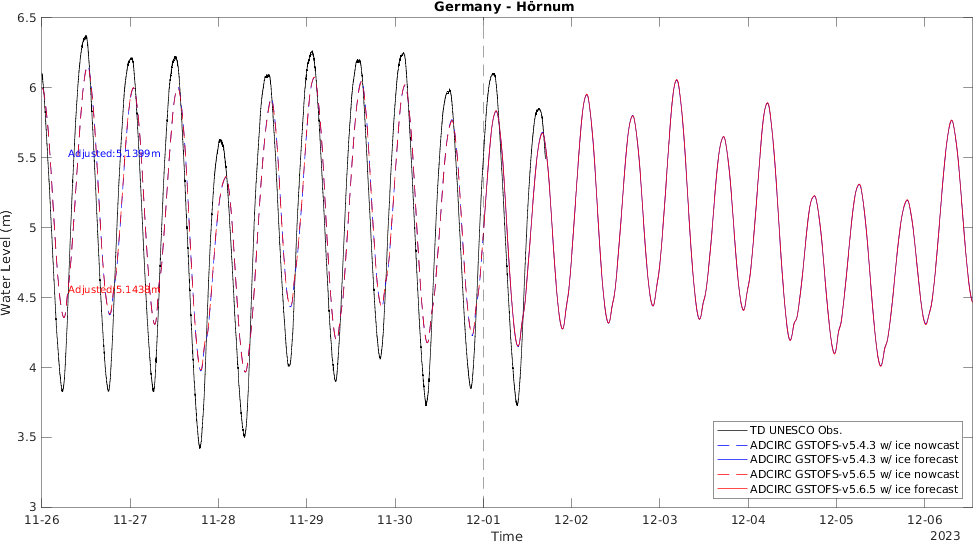 Germany - Hörnum
Water Level (m)
6.5
6
5.5
5
4.5
4
3.5
3
Adjusted:5.1399m
Adjusted:5.1433m
TD UNESCO Obs.
ADCIRC GSTOFS-v5.4.3 w/ ice nowcast
ADCIRC GSTOFS-v5.4.3 w/ ice forecast
ADCIRC GSTOFS-v5.6.5 w/ ice nowcast
ADCIRC GSTOFS-v5.6.5 w/ ice forecast
11-26 11-27 11-28 11-29 11-30 12-01 12-02 12-03 12-04 12-05 12-06
Time
2023